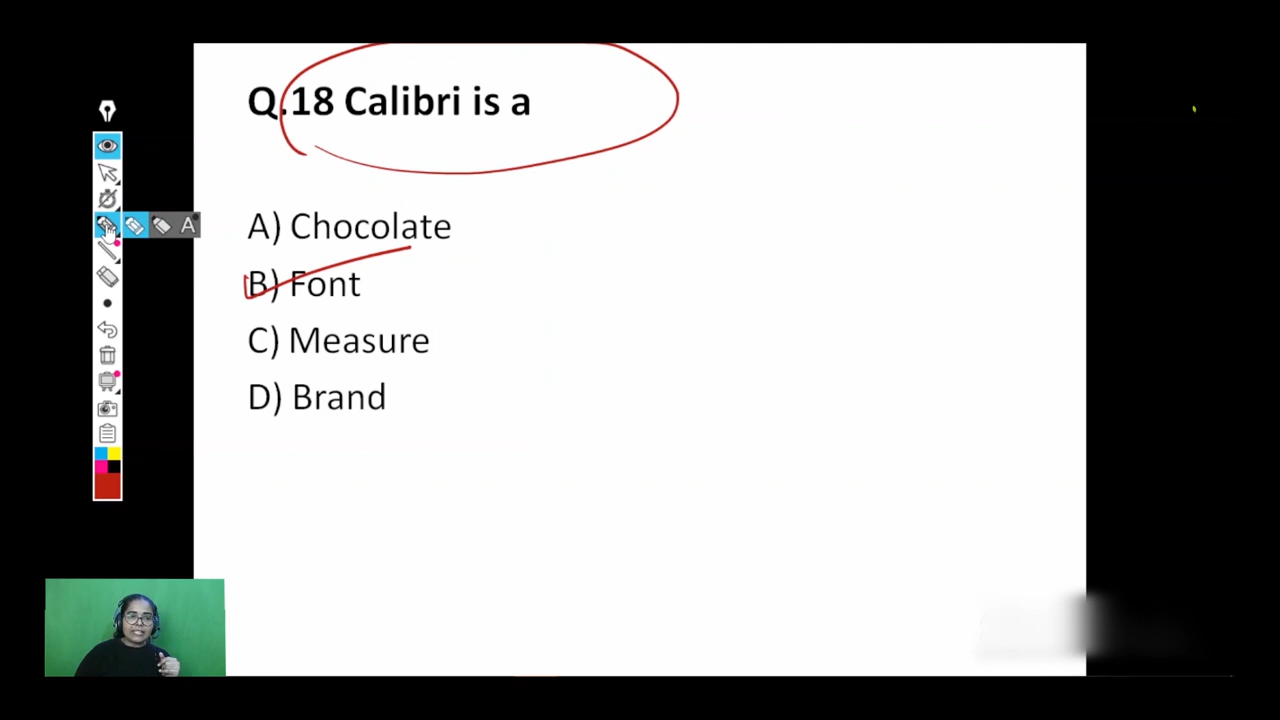 Q.18 Calibri is a
A) Chocolate
B) Font
C) Measure
D) Brand
A